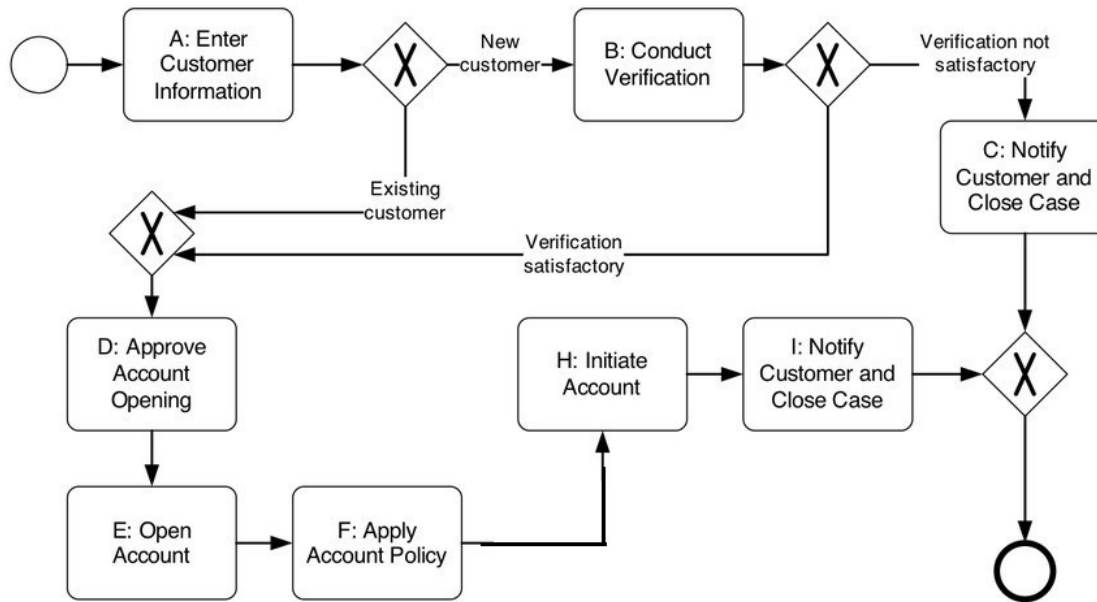 A: Enter
Customer
Information
New
customer
B: Conduct
Verification
Verification not
satisfactory
C: Notify
Customer and
Close Case
Existing
customer
Verification
satisfactory
D: Approve
Account
Opening
H: Initiate
Account
I: Notify
Customer and
Close Case
E: Open
Account
F: Apply
Account Policy